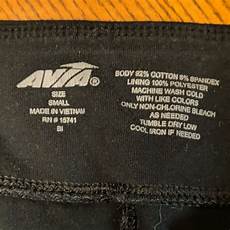 AVIA®
SIZE
SMALL
MADE IN VIETNAM
RN # 15741
BI
BODY 92% COTTON 8% SPANDEX
LINING 100% POLYESTER
MACHINE WASH COLD
WITH LIKE COLORS
ONLY NON-CHLORINE BLEACH
AS NEEDED
TUMBLE DRY LOW
COOL IRON IF NEEDED